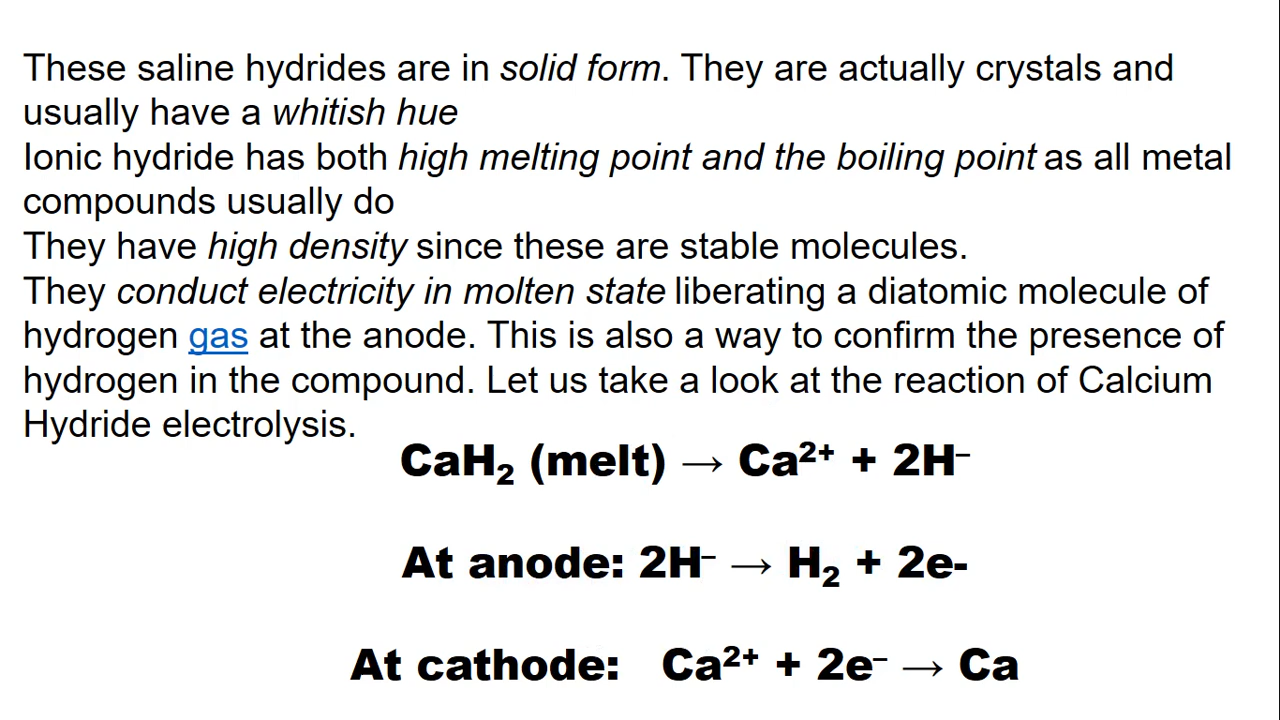 These saline hydrides are in solid form. They are actually crystals and
usually have a whitish hue
Ionic hydride has both high melting point and the boiling point as all metal
compounds usually do
They have high density since these are stable molecules.
They conduct electricity in molten state liberating a diatomic molecule of
hydrogen gas at the anode. This is also a way to confirm the presence of
hydrogen in the compound. Let us take a look at the reaction of Calcium
Hydride electrolysis.
CaH₂ (melt) → Ca²⁺ + 2H⁻
At anode: 2H⁻ → H₂ + 2e-
At cathode: Ca²⁺ + 2e⁻ → Ca